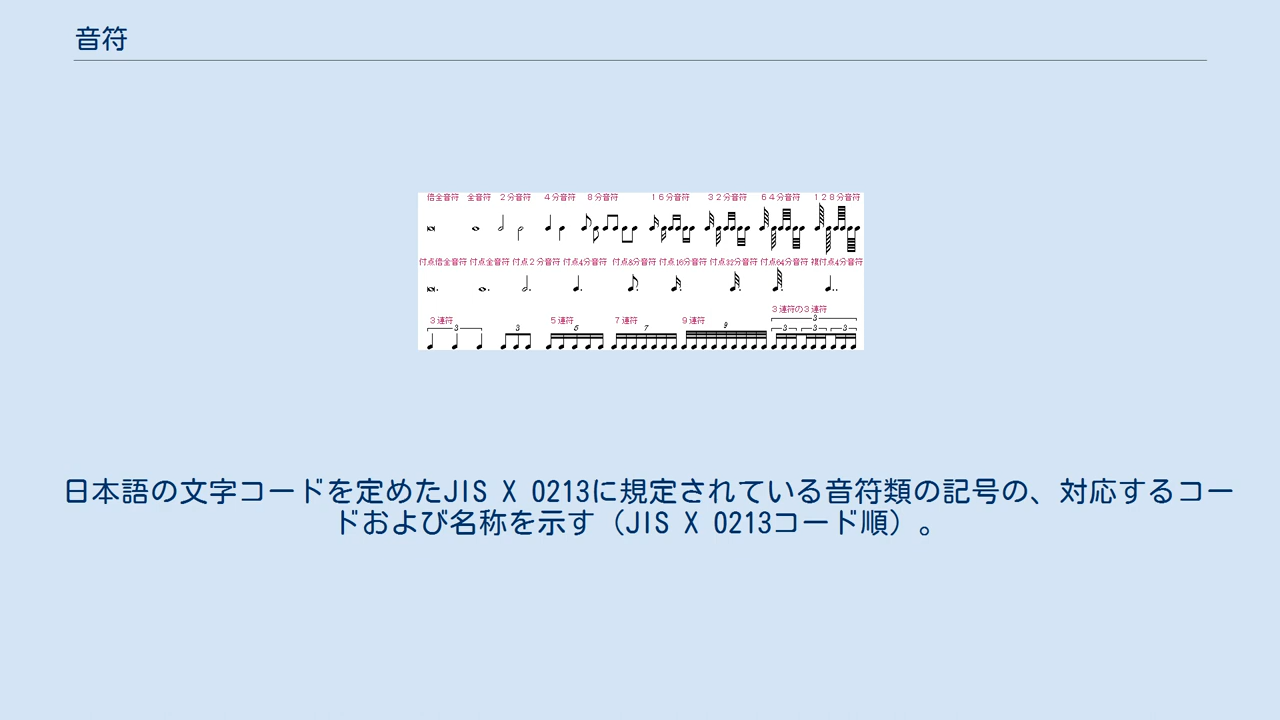 音符
倍全音符 全音符 2分音符 4分音符 8分音符 16分音符 32分音符 64分音符 128分音符
付点倍全音符 付点全音符 付点2分音符 付点4分音符 付点8分音符 付点16分音符 付点32分音符 付点64分音符 複付点4分音符
3連符の3連符
3
3連符 5連符 7連符 9連符
3 3 5 7 9 3 3 3
日本語の文字コードを定めたJIS X 0213に規定されている音符類の記号の、対応するコー
ドおよび名称を示す（JIS X 0213コード順）。